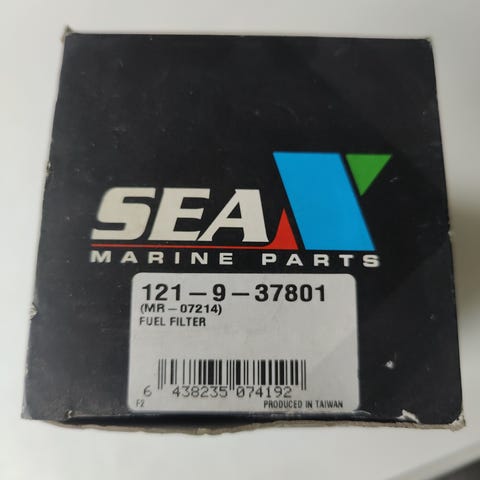 SEA
MARINE PARTS
121-9-37801
(MR-07214)
FUEL FILTER
6 438235 074192
F2 PRODUCED IN TAIWAN